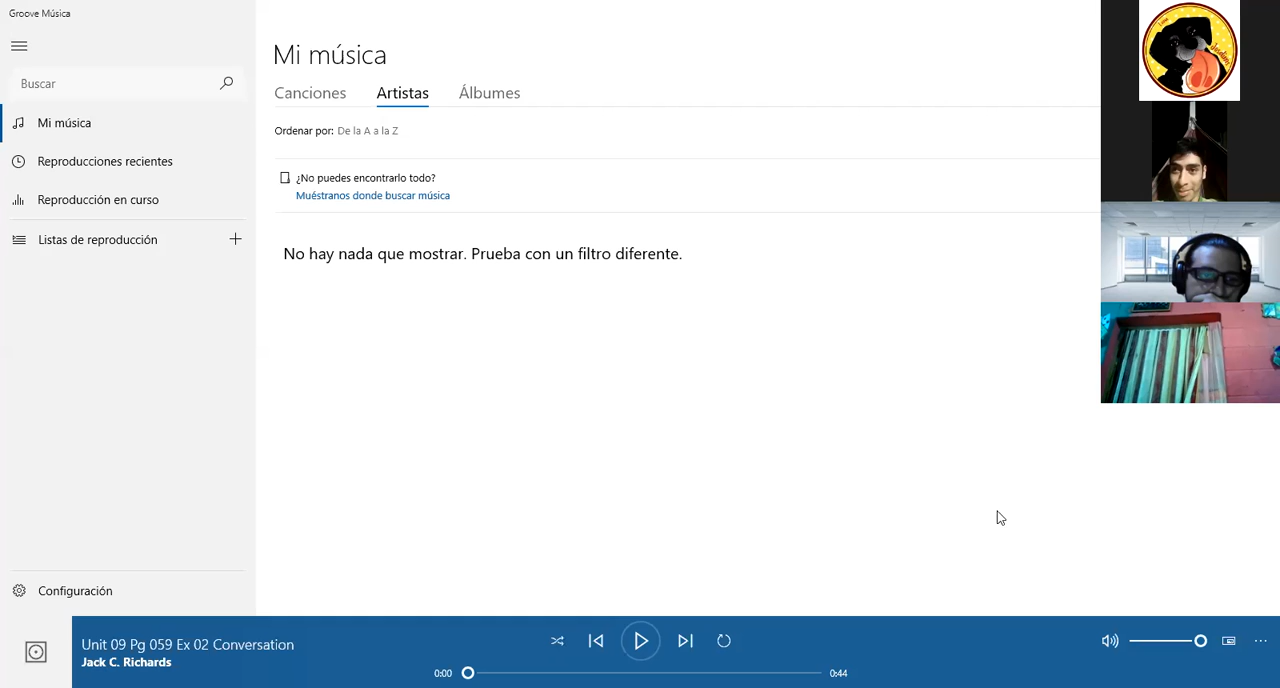 Groove Música
Buscar
Mi música
Reproducciones recientes
Reproducción en curso
Listas de reproducción
Configuración
Mi música
Canciones Artistas Álbumes
Ordenar por: De la A a la Z
¿No puedes encontrarlo todo?
Muéstranos donde buscar música
No hay nada que mostrar. Prueba con un filtro diferente.
Unit 09 Pg 059 Ex 02 Conversation
Jack C. Richards
0:00
0:44